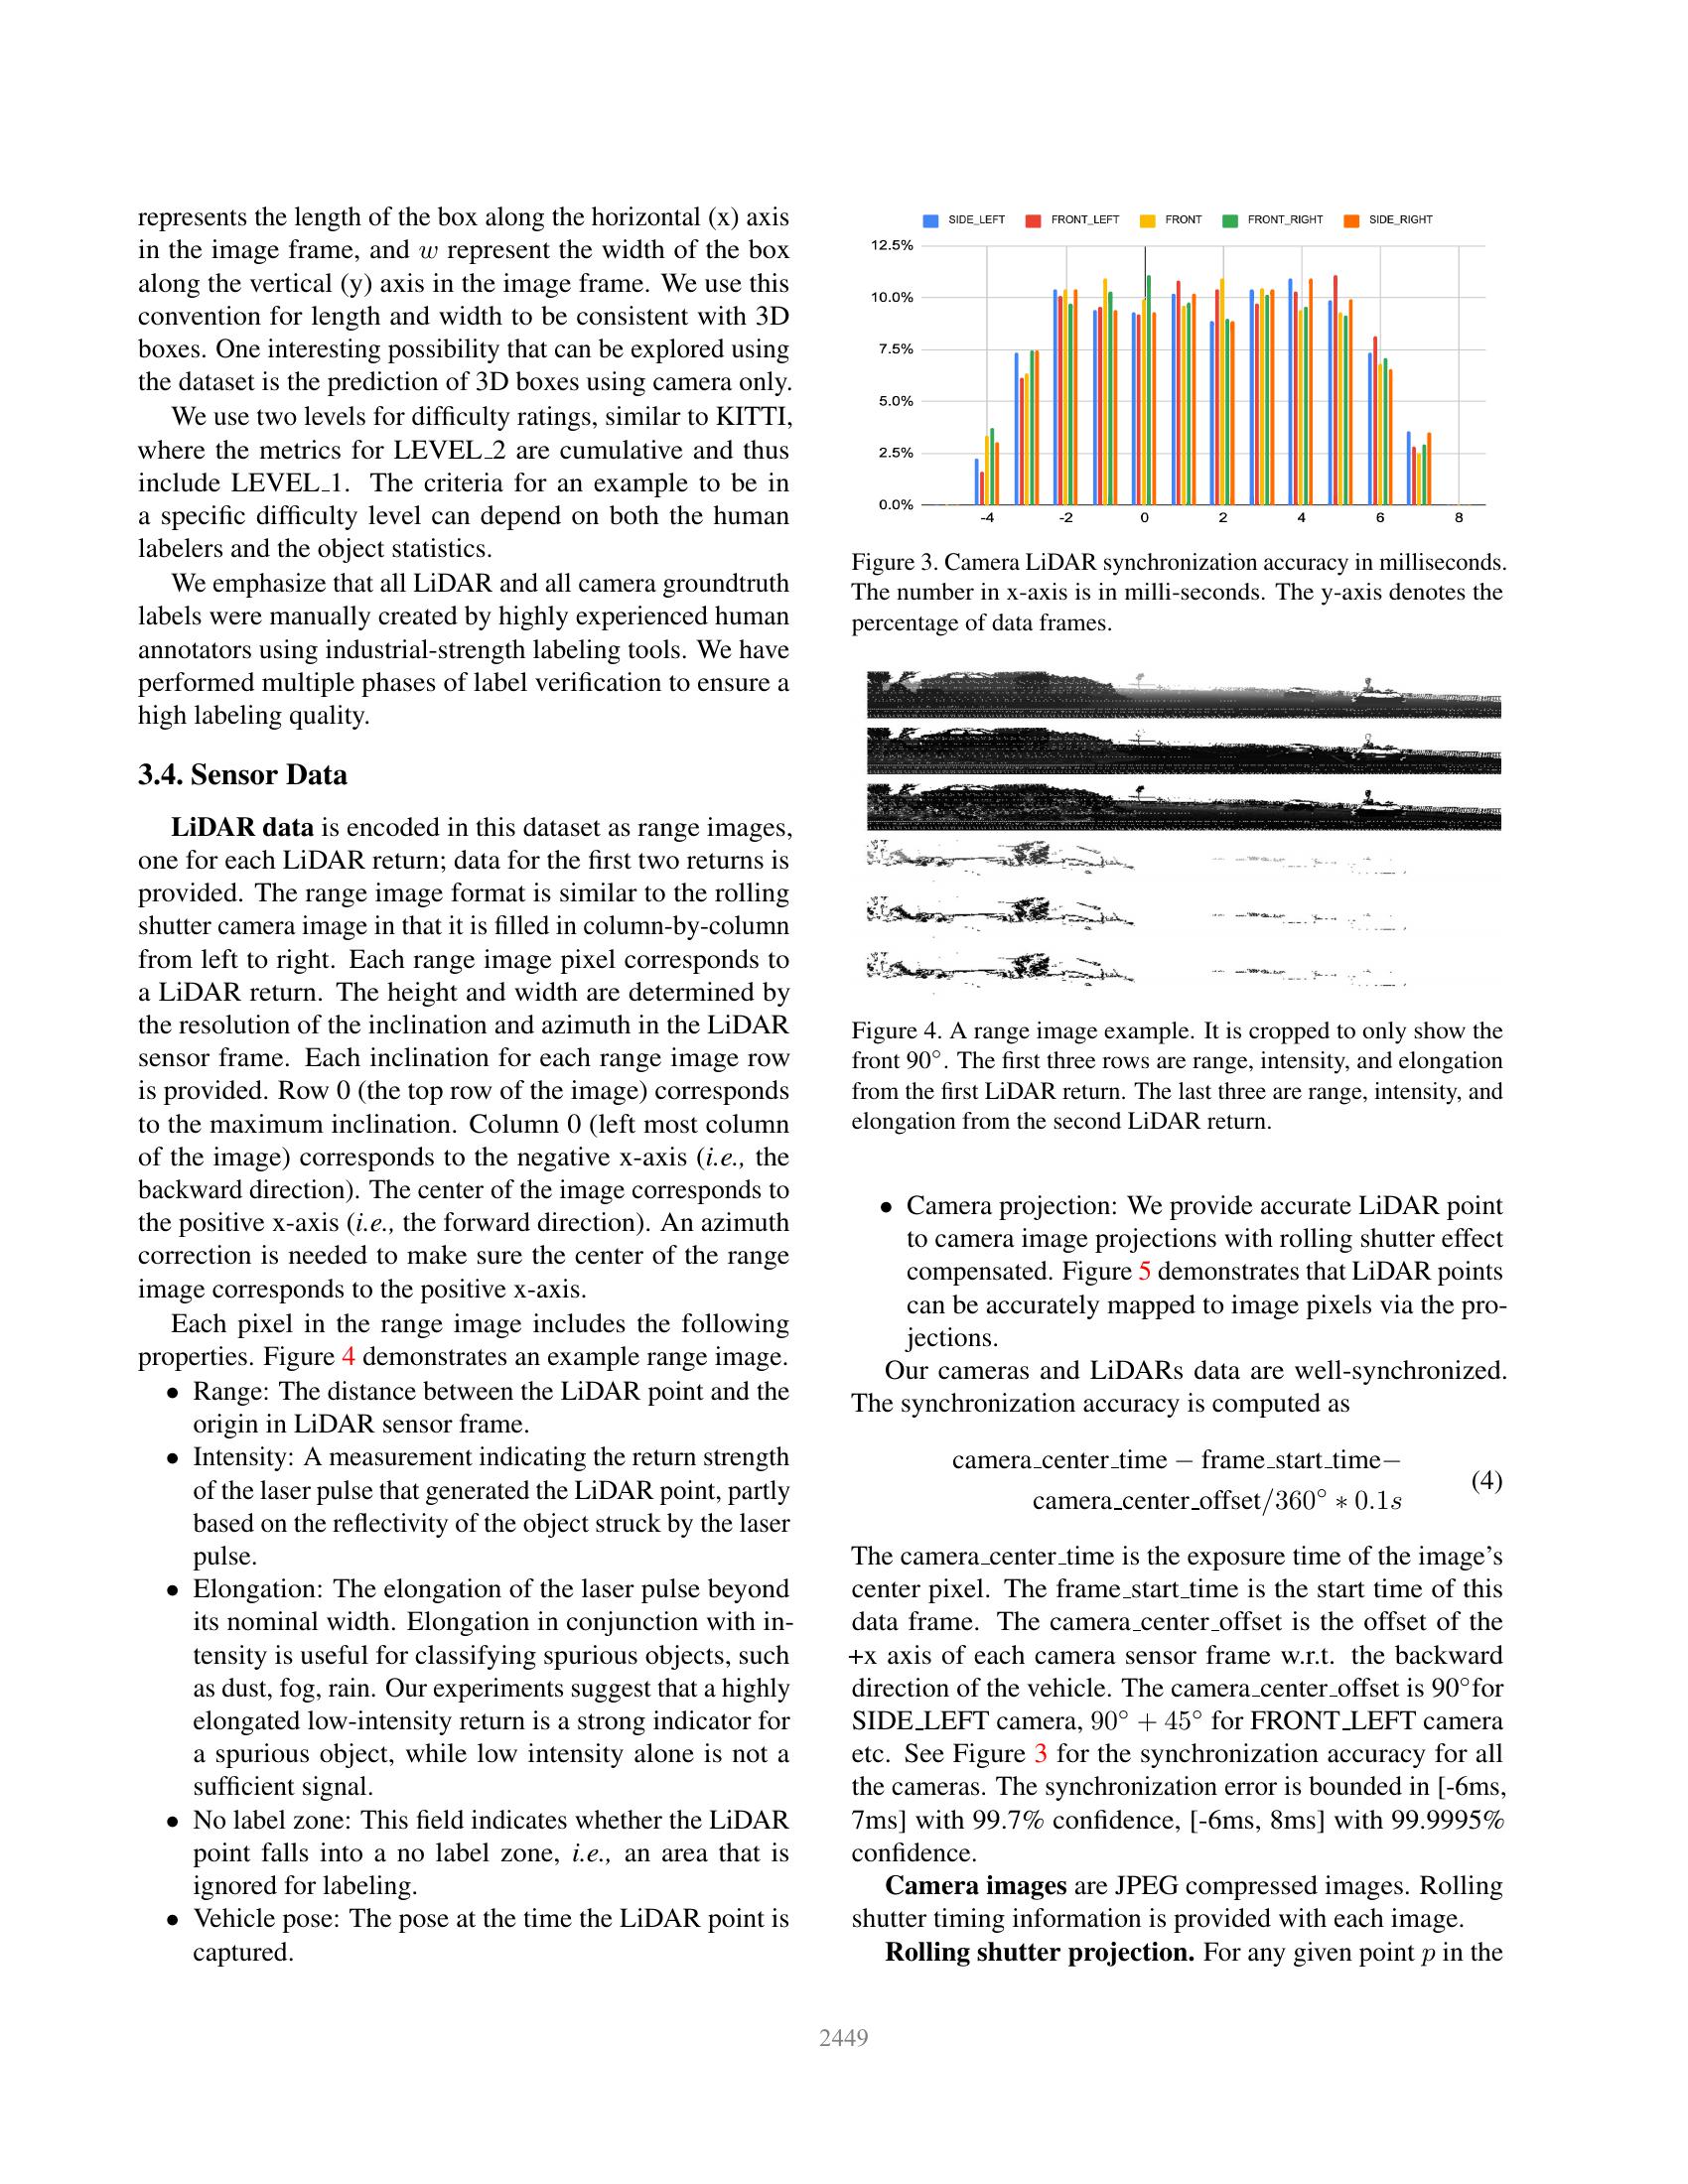 represents the length of the box along the horizontal (x) axis
in the image frame, and w represent the width of the box
along the vertical (y) axis in the image frame. We use this
convention for length and width to be consistent with 3D
boxes. One interesting possibility that can be explored using
the dataset is the prediction of 3D boxes using camera only.
We use two levels for difficulty ratings, similar to KITTI,
where the metrics for LEVEL_2 are cumulative and thus
include LEVEL_1. The criteria for an example to be in
a specific difficulty level can depend on both the human
labelers and the object statistics.
We emphasize that all LiDAR and all camera groundtruth
labels were manually created by highly experienced human
annotators using industrial-strength labeling tools. We have
performed multiple phases of label verification to ensure a
high labeling quality.
3.4. Sensor Data
LiDAR data is encoded in this dataset as range images,
one for each LiDAR return; data for the first two returns is
provided. The range image format is similar to the rolling
shutter camera image in that it is filled in column-by-column
from left to right. Each range image pixel corresponds to
a LiDAR return. The height and width are determined by
the resolution of the inclination and azimuth in the LiDAR
sensor frame. Each inclination for each range image row
is provided. Row 0 (the top row of the image) corresponds
to the maximum inclination. Column 0 (left most column
of the image) corresponds to the negative x-axis (i.e., the
backward direction). The center of the image corresponds to
the positive x-axis (i.e., the forward direction). An azimuth
correction is needed to make sure the center of the range
image corresponds to the positive x-axis.
Each pixel in the range image includes the following
properties. Figure 4 demonstrates an example range image.
• Range: The distance between the LiDAR point and the
origin in LiDAR sensor frame.
• Intensity: A measurement indicating the return strength
of the laser pulse that generated the LiDAR point, partly
based on the reflectivity of the object struck by the laser
pulse.
• Elongation: The elongation of the laser pulse beyond
its nominal width. Elongation in conjunction with in-
tensity is useful for classifying spurious objects, such
as dust, fog, rain. Our experiments suggest that a highly
elongated low-intensity return is a strong indicator for
a spurious object, while low intensity alone is not a
sufficient signal.
• No label zone: This field indicates whether the LiDAR
point falls into a no label zone, i.e., an area that is
ignored for labeling.
• Vehicle pose: The pose at the time the LiDAR point is
captured.
SIDE_LEFT FRONT_LEFT FRONT FRONT_RIGHT SIDE_RIGHT
12.5%
10.0%
7.5%
5.0%
2.5%
0.0%
-4 -2 0 2 4 6 8
Figure 3. Camera LiDAR synchronization accuracy in milliseconds.
The number in x-axis is in milli-seconds. The y-axis denotes the
percentage of data frames.
Figure 4. A range image example. It is cropped to only show the
front 90°. The first three rows are range, intensity, and elongation
from the first LiDAR return. The last three are range, intensity, and
elongation from the second LiDAR return.
• Camera projection: We provide accurate LiDAR point
to camera image projections with rolling shutter effect
compensated. Figure 5 demonstrates that LiDAR points
can be accurately mapped to image pixels via the pro-
jections.
Our cameras and LiDARs data are well-synchronized.
The synchronization accuracy is computed as
camera_center_time − frame_start_time−
camera_center_offset/360° ∗ 0.1s
(4)
The camera_center_time is the exposure time of the image's
center pixel. The frame_start_time is the start time of this
data frame. The camera_center_offset is the offset of the
+x axis of each camera sensor frame w.r.t. the backward
direction of the vehicle. The camera_center_offset is 90°for
SIDE_LEFT camera, 90° + 45° for FRONT_LEFT camera
etc. See Figure 3 for the synchronization accuracy for all
the cameras. The synchronization error is bounded in [-6ms,
7ms] with 99.7% confidence, [-6ms, 8ms] with 99.9995%
confidence.
Camera images are JPEG compressed images. Rolling
shutter timing information is provided with each image.
Rolling shutter projection. For any given point p in the
2449